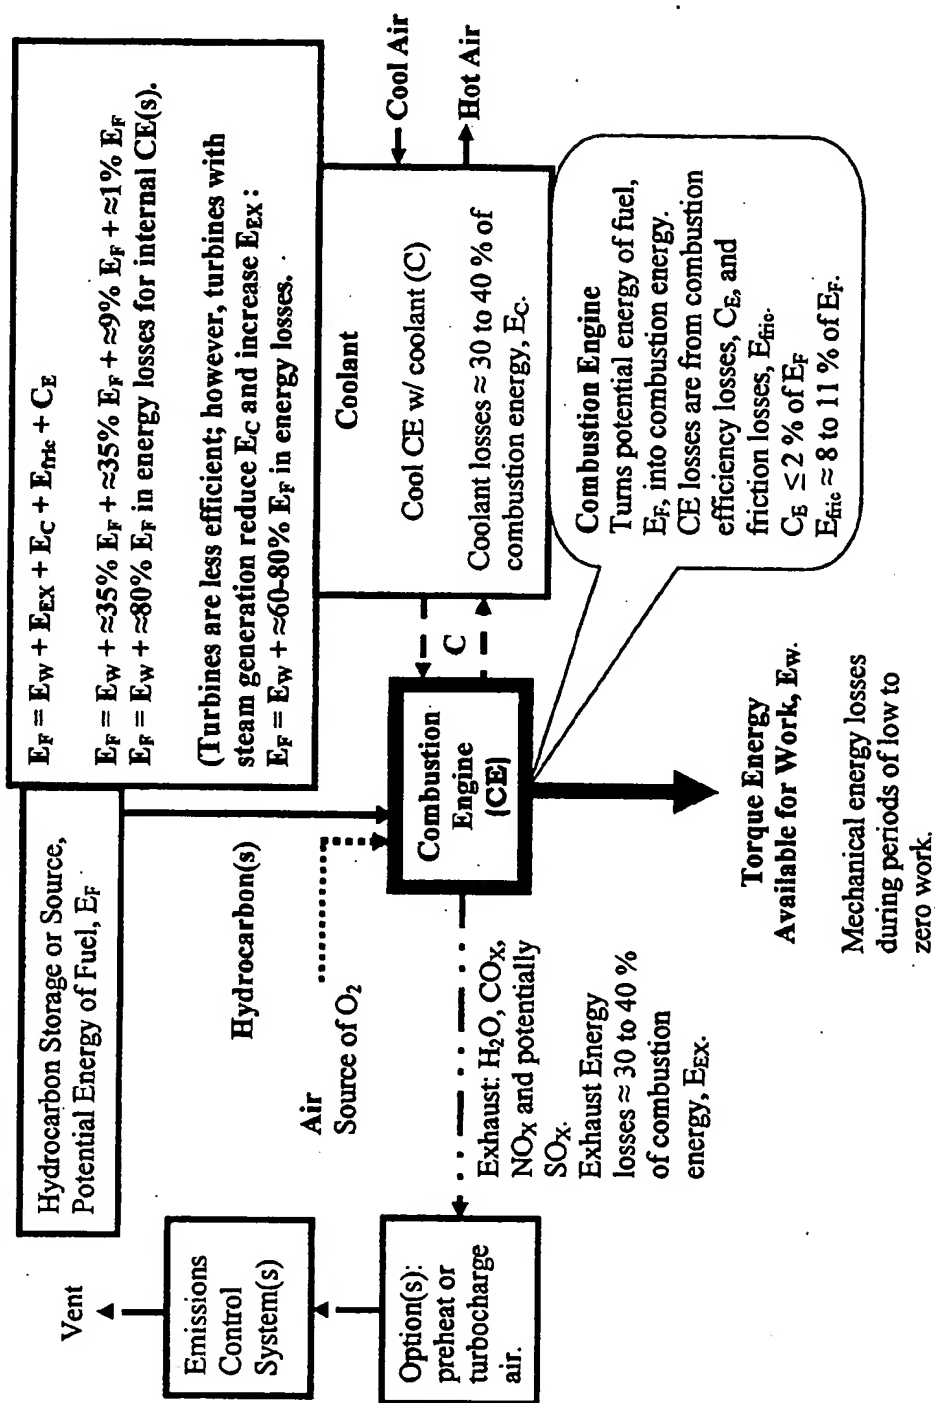 Hydrocarbon Storage or Source,
Potential Energy of Fuel, E_F
E_F = E_W + E_EX + E_C + E_fric + C_E
E_F = E_W + ≈35% E_F + ≈35% E_F + ≈9% E_F + ≈1% E_F
E_F = E_W + ≈80% E_F in energy losses for internal CE(s).
(Turbines are less efficient; however, turbines with
steam generation reduce E_C and increase E_EX :
E_F = E_W + ≈60-80% E_F in energy losses.
Vent
Emissions
Control
System(s)
Option(s):
preheat or
turbocharge
air.
Hydrocarbon(s)
Air
Source of O₂
Exhaust: H₂O, CO_X,
NO_X and potentially
SO_X.
Exhaust Energy
losses ≈ 30 to 40 %
of combustion
energy, E_EX.
Combustion
Engine
(CE)
C
Coolant
Cool CE w/ coolant (C)
Coolant losses ≈ 30 to 40 % of
combustion energy, E_C.
Cool Air
Hot Air
Combustion Engine
Turns potential energy of fuel,
E_F, into combustion energy.
CE losses are from combustion
efficiency losses, C_E, and
friction losses, E_fric.
C_E ≤ 2 % of E_F
E_fric ≈ 8 to 11 % of E_F.
Torque Energy
Available for Work, E_W.
Mechanical energy losses
during periods of low to
zero work.